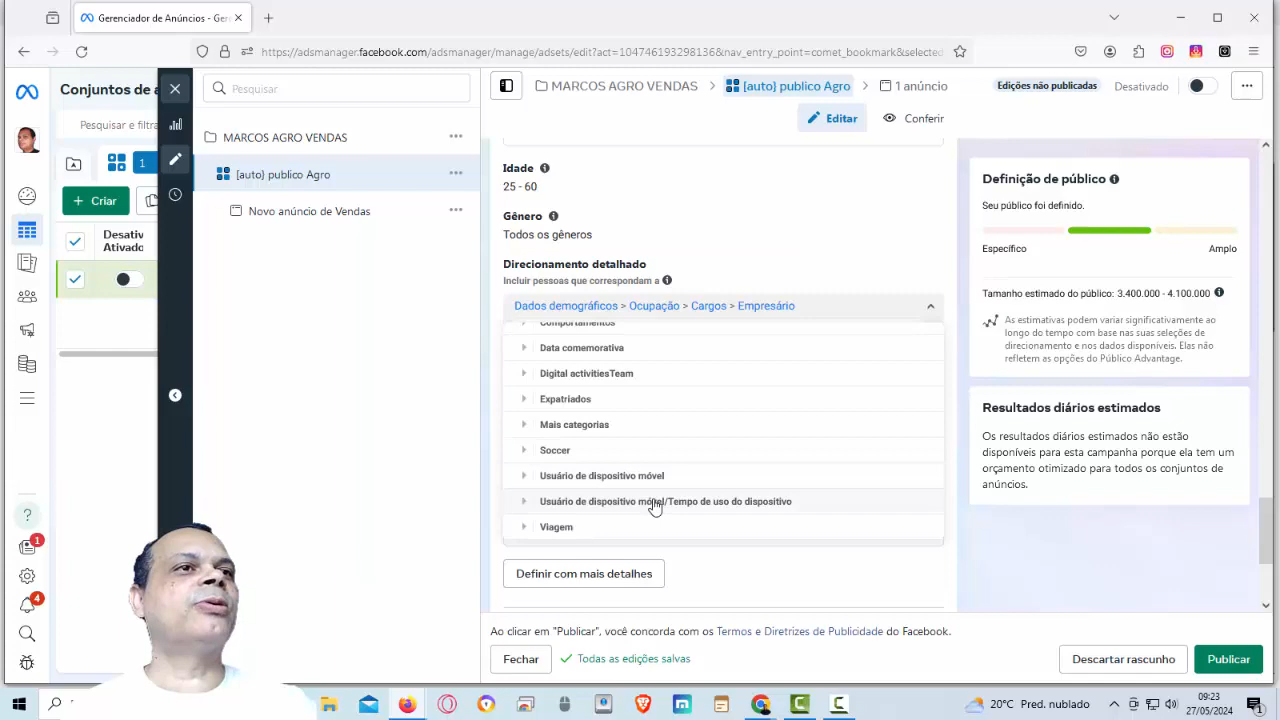 Gerenciador de Anúncios - Gere
https://adsmanager.facebook.com/adsmanager/manage/adsets/edit?act=104746193298136&nav_entry_point=comet_bookmark&selected
Conjuntos de a
Pesquisar
MARCOS AGRO VENDAS
[auto] publico Agro
1 anúncio
Edições não publicadas
Desativado
Pesquise e filtra
Editar
Conferir
MARCOS AGRO VENDAS
1
[auto] publico Agro
Criar
Novo anúncio de Vendas
Desativ
Ativado
Idade
25 - 60
Gênero
Todos os gêneros
Direcionamento detalhado
Incluir pessoas que correspondam a
Dados demográficos > Ocupação > Cargos > Empresário
Comportamentos
Data comemorativa
Digital activitiesTeam
Expatriados
Mais categorias
Soccer
Usuário de dispositivo móvel
Usuário de dispositivo móvel/Tempo de uso do dispositivo
Viagem
Definir com mais detalhes
Definição de público
Seu público foi definido.
Específico
Amplo
Tamanho estimado do público: 3.400.000 - 4.100.000
As estimativas podem variar significativamente ao
longo do tempo com base nas suas seleções de
direcionamento e nos dados disponíveis. Elas não
refletem as opções do Público Advantage.
Resultados diários estimados
Os resultados diários estimados não estão
disponíveis para esta campanha porque ela tem um
orçamento otimizado para todos os conjuntos de
anúncios.
1
4
Ao clicar em "Publicar", você concorda com os Termos e Diretrizes de Publicidade do Facebook.
Fechar
Todas as edições salvas
Descartar rascunho
Publicar
20°C Pred. nublado
09:23
27/05/2024
1